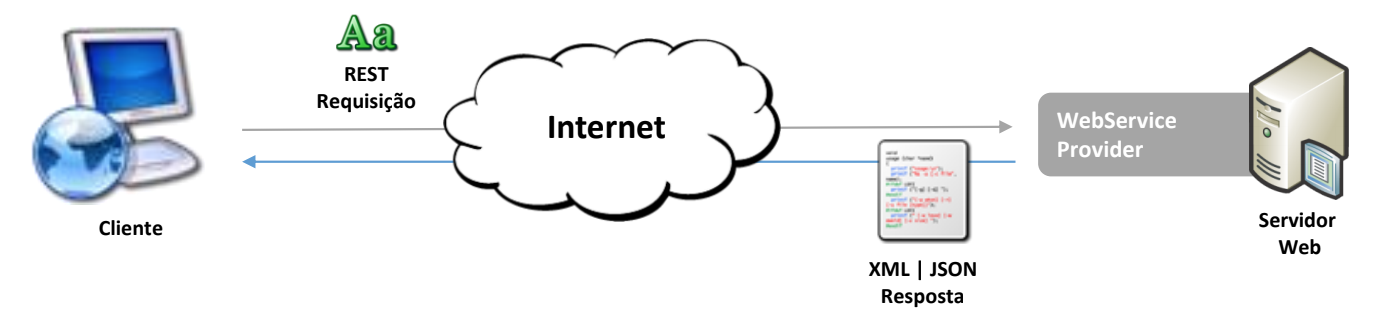 Aa
REST
Requisição
Internet
WebService
Provider
Cliente
XML | JSON
Resposta
Servidor
Web